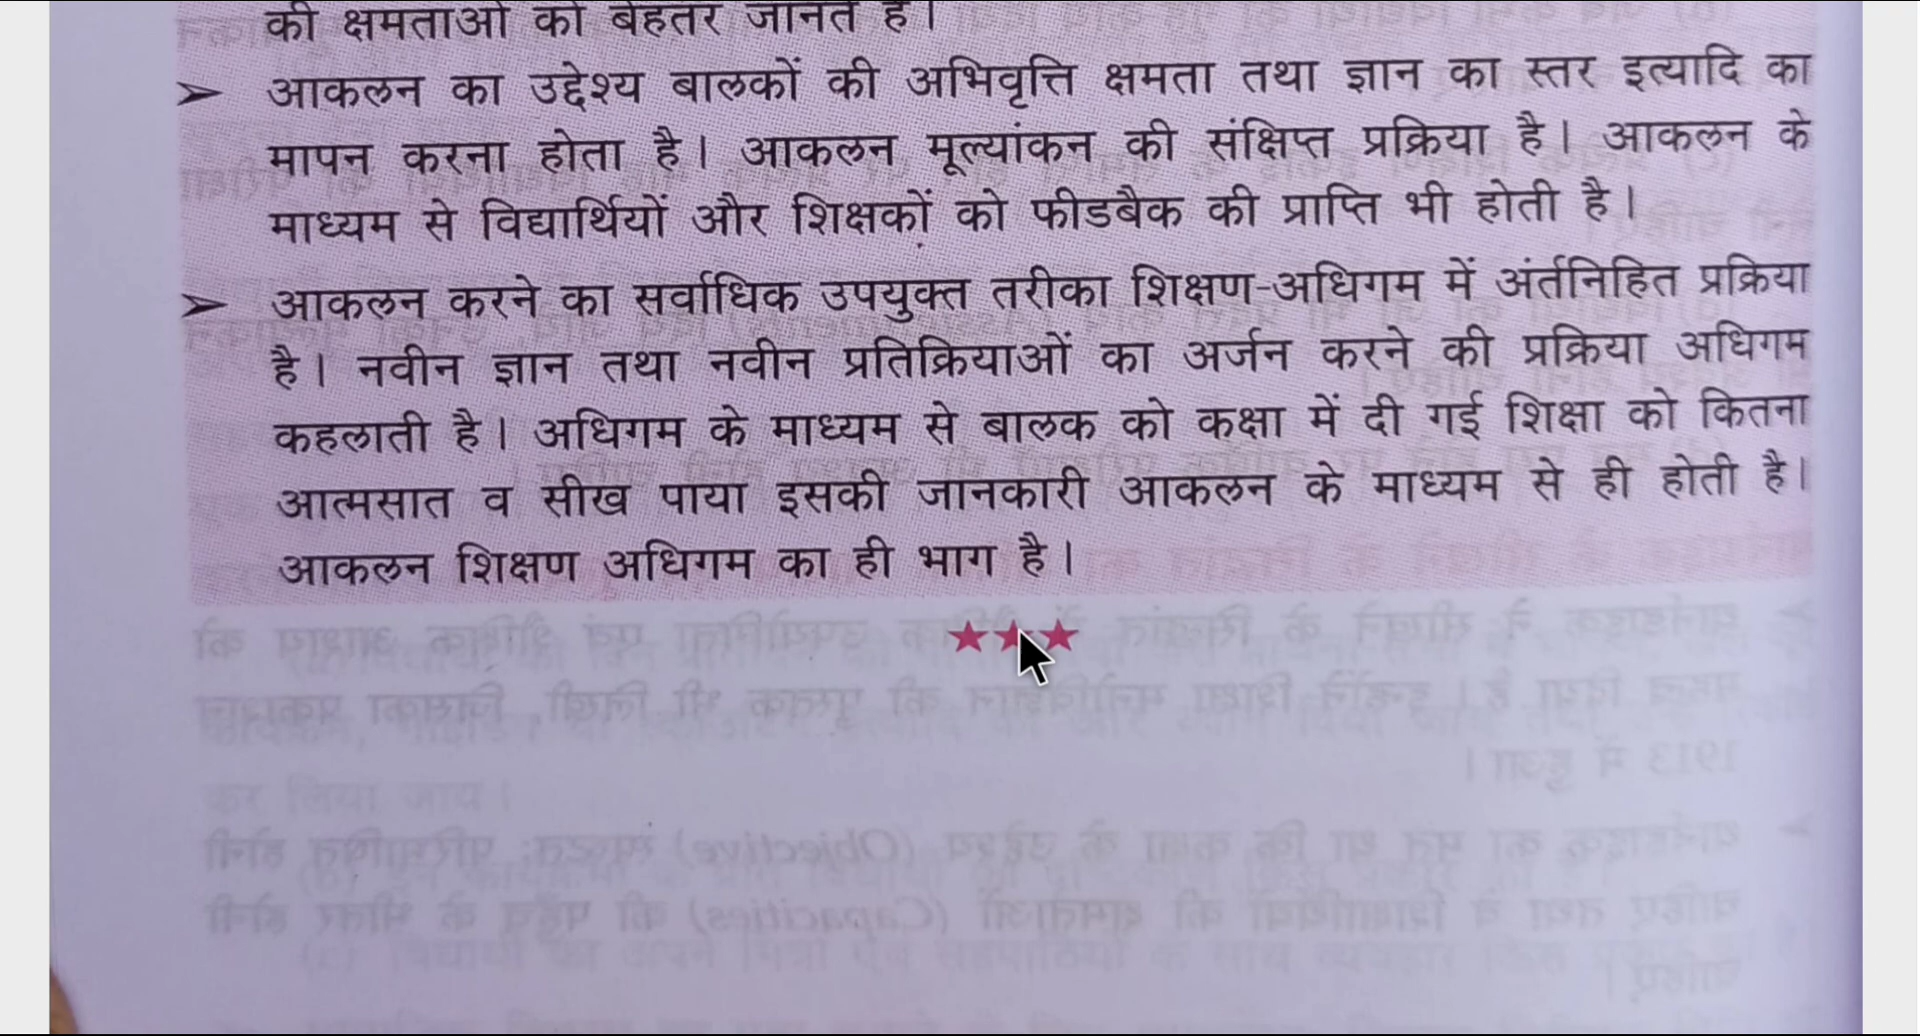 की क्षमताओं को बेहतर जानते हैं।
➢ आकलन का उद्देश्य बालकों की अभिवृत्ति क्षमता तथा ज्ञान का स्तर इत्यादि का
मापन करना होता है। आकलन मूल्यांकन की संक्षिप्त प्रक्रिया है। आकलन के
माध्यम से विद्यार्थियों और शिक्षकों को फीडबैक की प्राप्ति भी होती है।
➢ आकलन करने का सर्वाधिक उपयुक्त तरीका शिक्षण-अधिगम में अंर्तनिहित प्रक्रिया
है। नवीन ज्ञान तथा नवीन प्रतिक्रियाओं का अर्जन करने की प्रक्रिया अधिगम
कहलाती है। अधिगम के माध्यम से बालक को कक्षा में दी गई शिक्षा को कितना
आत्मसात व सीख पाया इसकी जानकारी आकलन के माध्यम से ही होती है।
आकलन शिक्षण अधिगम का ही भाग है।
★★★